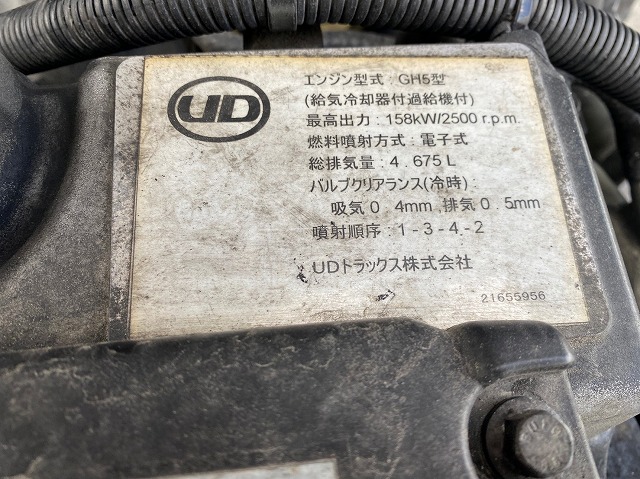 UD
エンジン型式 : GH5型
(給気冷却器付過給機付)
最高出力 : 158kW/2500 r.p.m.
燃料噴射方式 : 電子式
総排気量 : 4.675L
バルブクリアランス(冷時) :
吸気0.4mm,排気0.5mm
噴射順序 : 1-3-4-2
UDトラックス株式会社
21655956